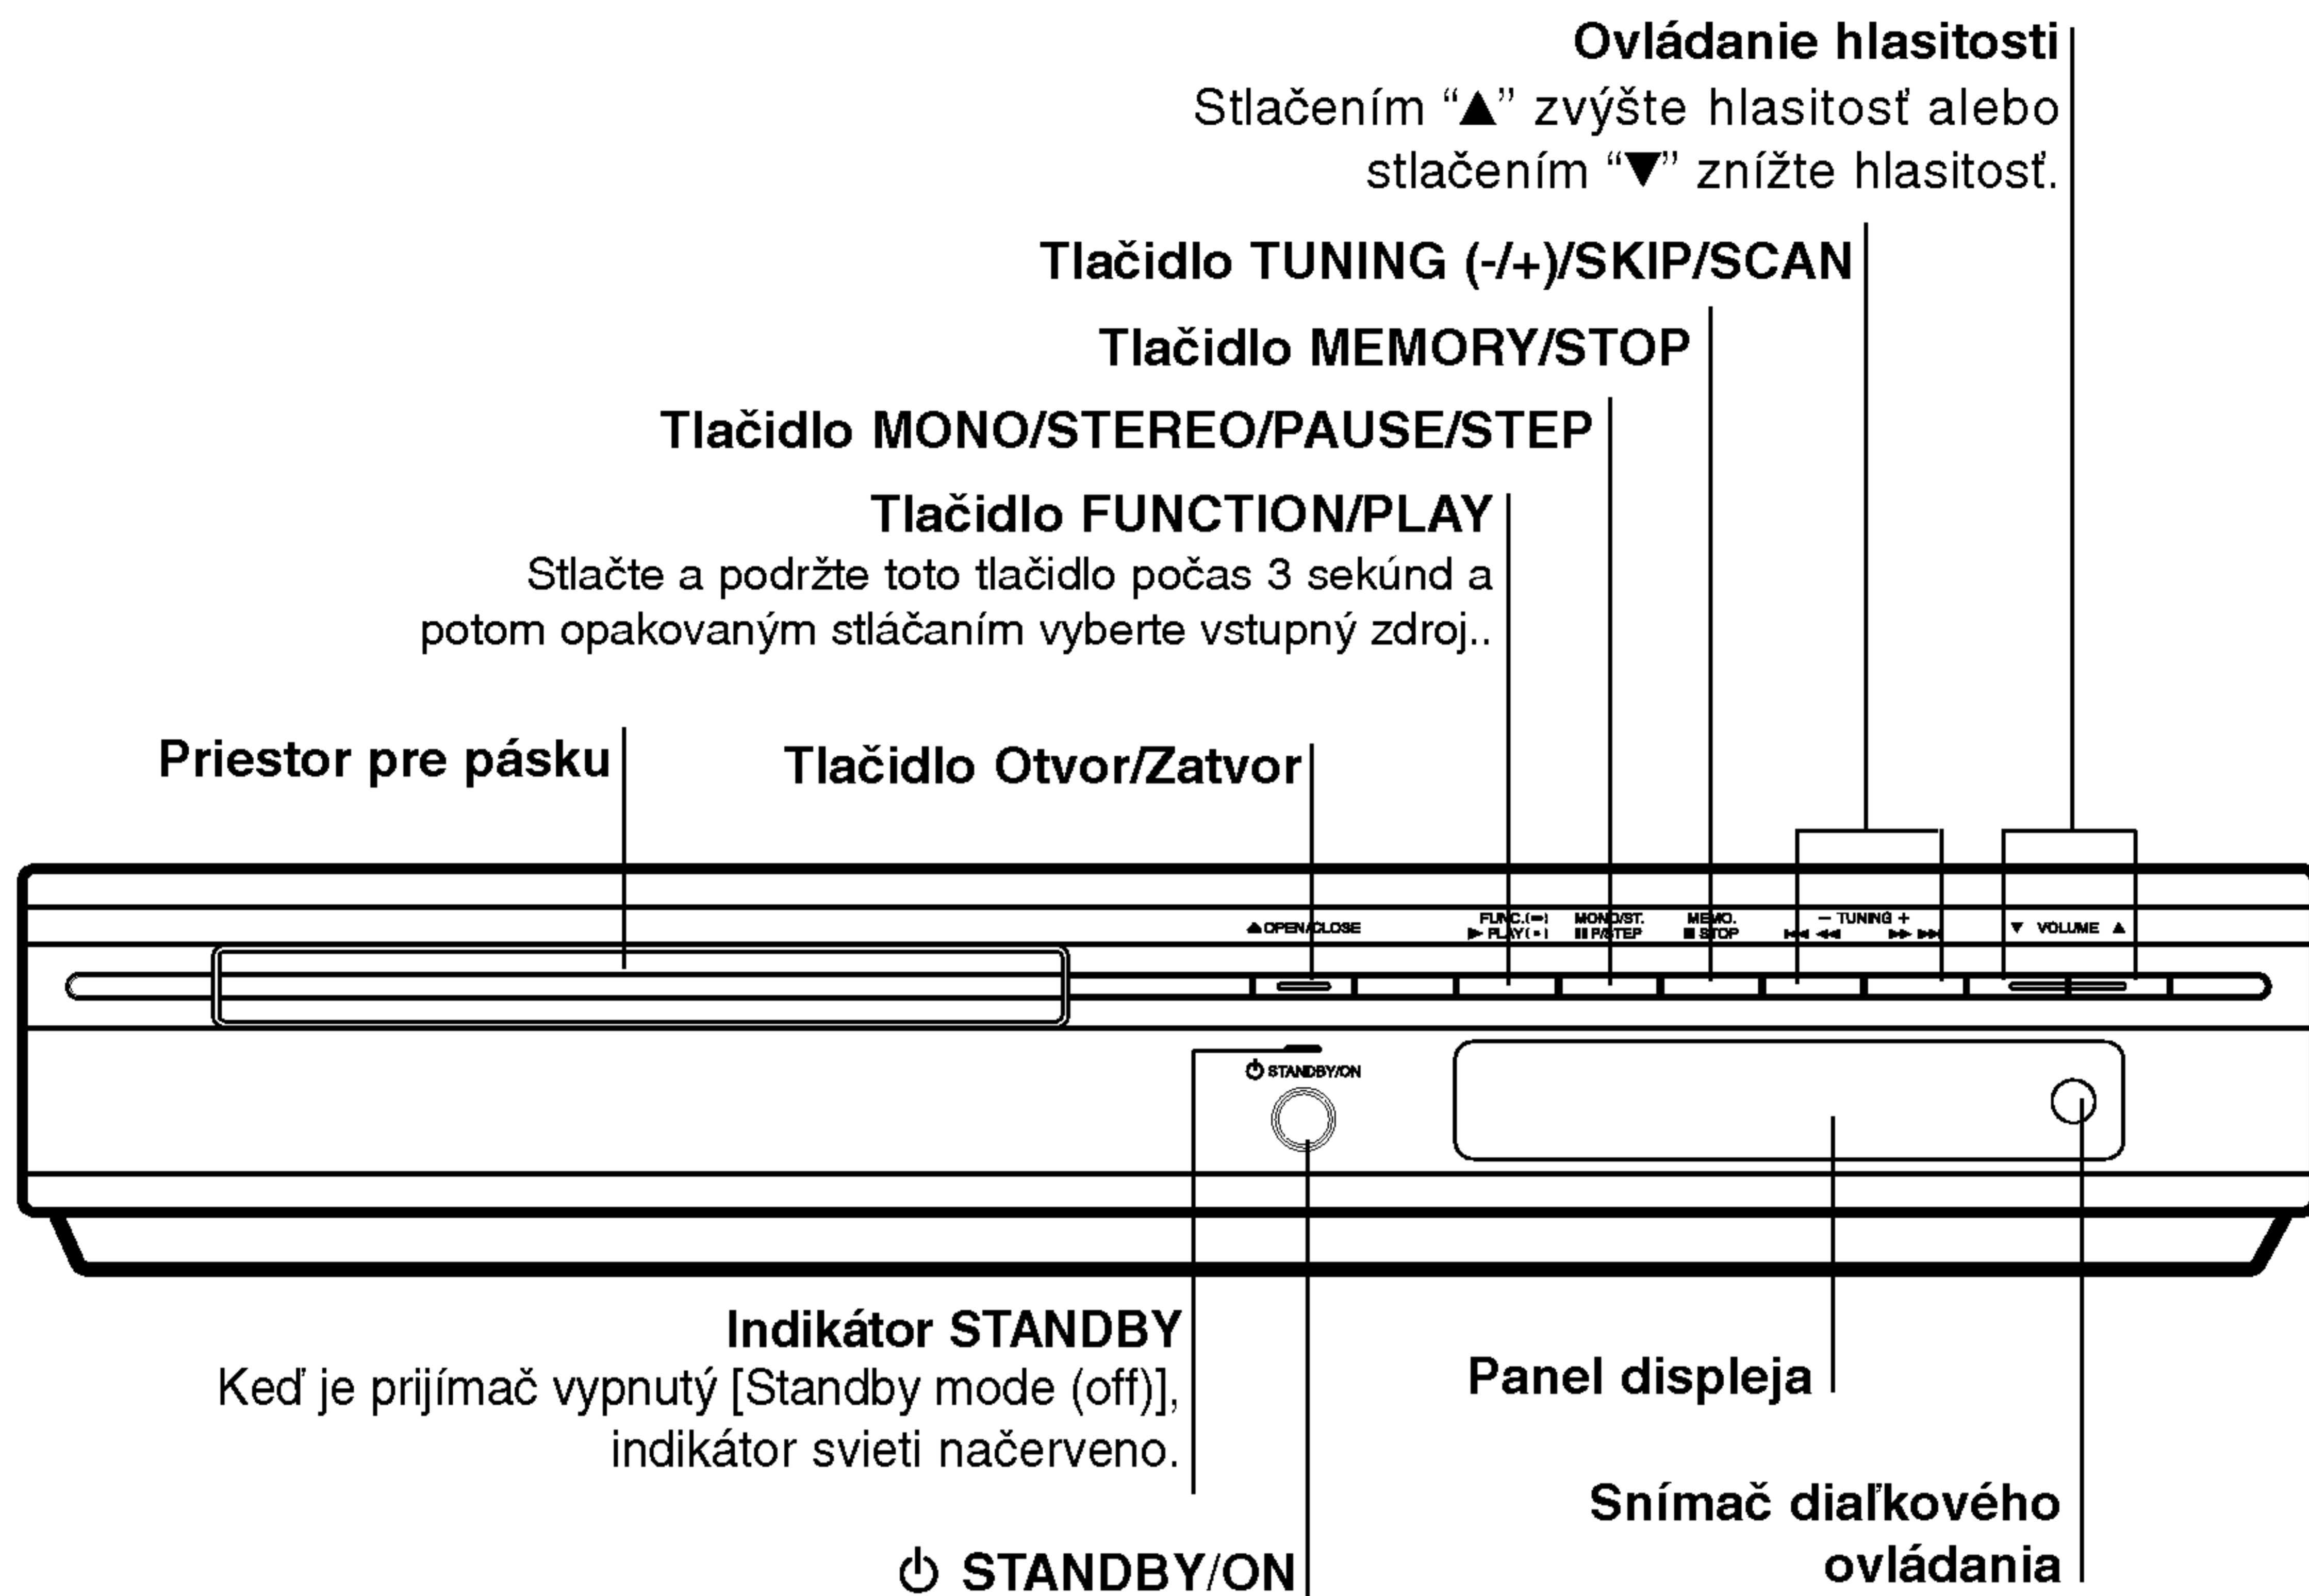 Ovládanie hlasitosti
Stlačením “▲” zvýšte hlasitosť alebo
stlačením “▼” znížte hlasitosť.
Tlačidlo TUNING (-/+)/SKIP/SCAN
Tlačidlo MEMORY/STOP
Tlačidlo MONO/STEREO/PAUSE/STEP
Tlačidlo FUNCTION/PLAY
Stlačte a podržte toto tlačidlo počas 3 sekúnd a
potom opakovaným stláčaním vyberte vstupný zdroj..
Priestor pre pásku
Tlačidlo Otvor/Zatvor
▲ OPEN/CLOSE
FUNC.(━)
▶ PLAY(•)
MONO/ST.
❚❚ P/STEP
MEMO.
■ STOP
− TUNING +
⏮ ◀◀ ▶▶ ⏭
▼ VOLUME ▲
⏻ STANDBY/ON
Indikátor STANDBY
Keď je prijímač vypnutý [Standby mode (off)],
indikátor svieti načerveno.
Panel displeja
Snímač diaľkového
ovládania
⏻ STANDBY/ON